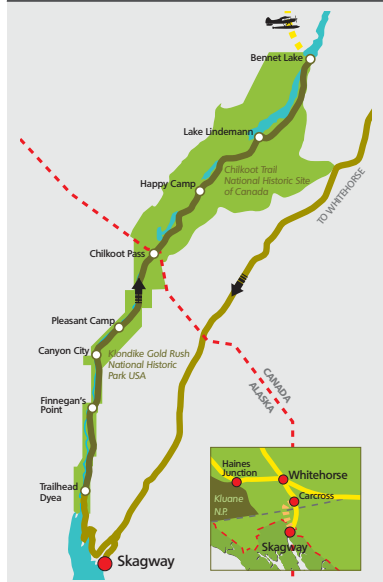 Bennet Lake
Lake Lindemann
Chilkoot Trail
National Historic Site
of Canada
Happy Camp
TO WHITEHORSE
Chilkoot Pass
Pleasant Camp
Canyon City
Klondike Gold Rush
National Historic
Park USA
CANADA
ALASKA
Finnegan's
Point
Trailhead
Dyea
Skagway
Haines
Junction
Whitehorse
Carcross
Kluane
N.P.
Skagway